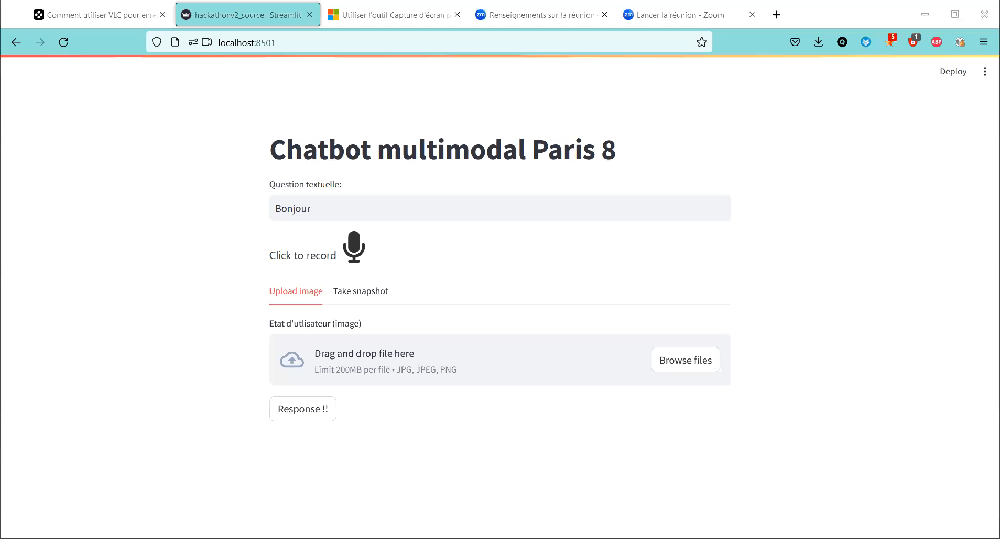 Comment utiliser VLC pour enre
hackathonv2_source · Streamlit
Utiliser l'outil Capture d'écran p
zm Renseignements sur la réunion
zm Lancer la réunion - Zoom
localhost:8501
Q
5
1
ABP
Deploy
Chatbot multimodal Paris 8
Question textuelle:
Bonjour
Click to record
Upload image Take snapshot
Etat d'utlisateur (image)
Drag and drop file here
Limit 200MB per file • JPG, JPEG, PNG
Browse files
Response !!